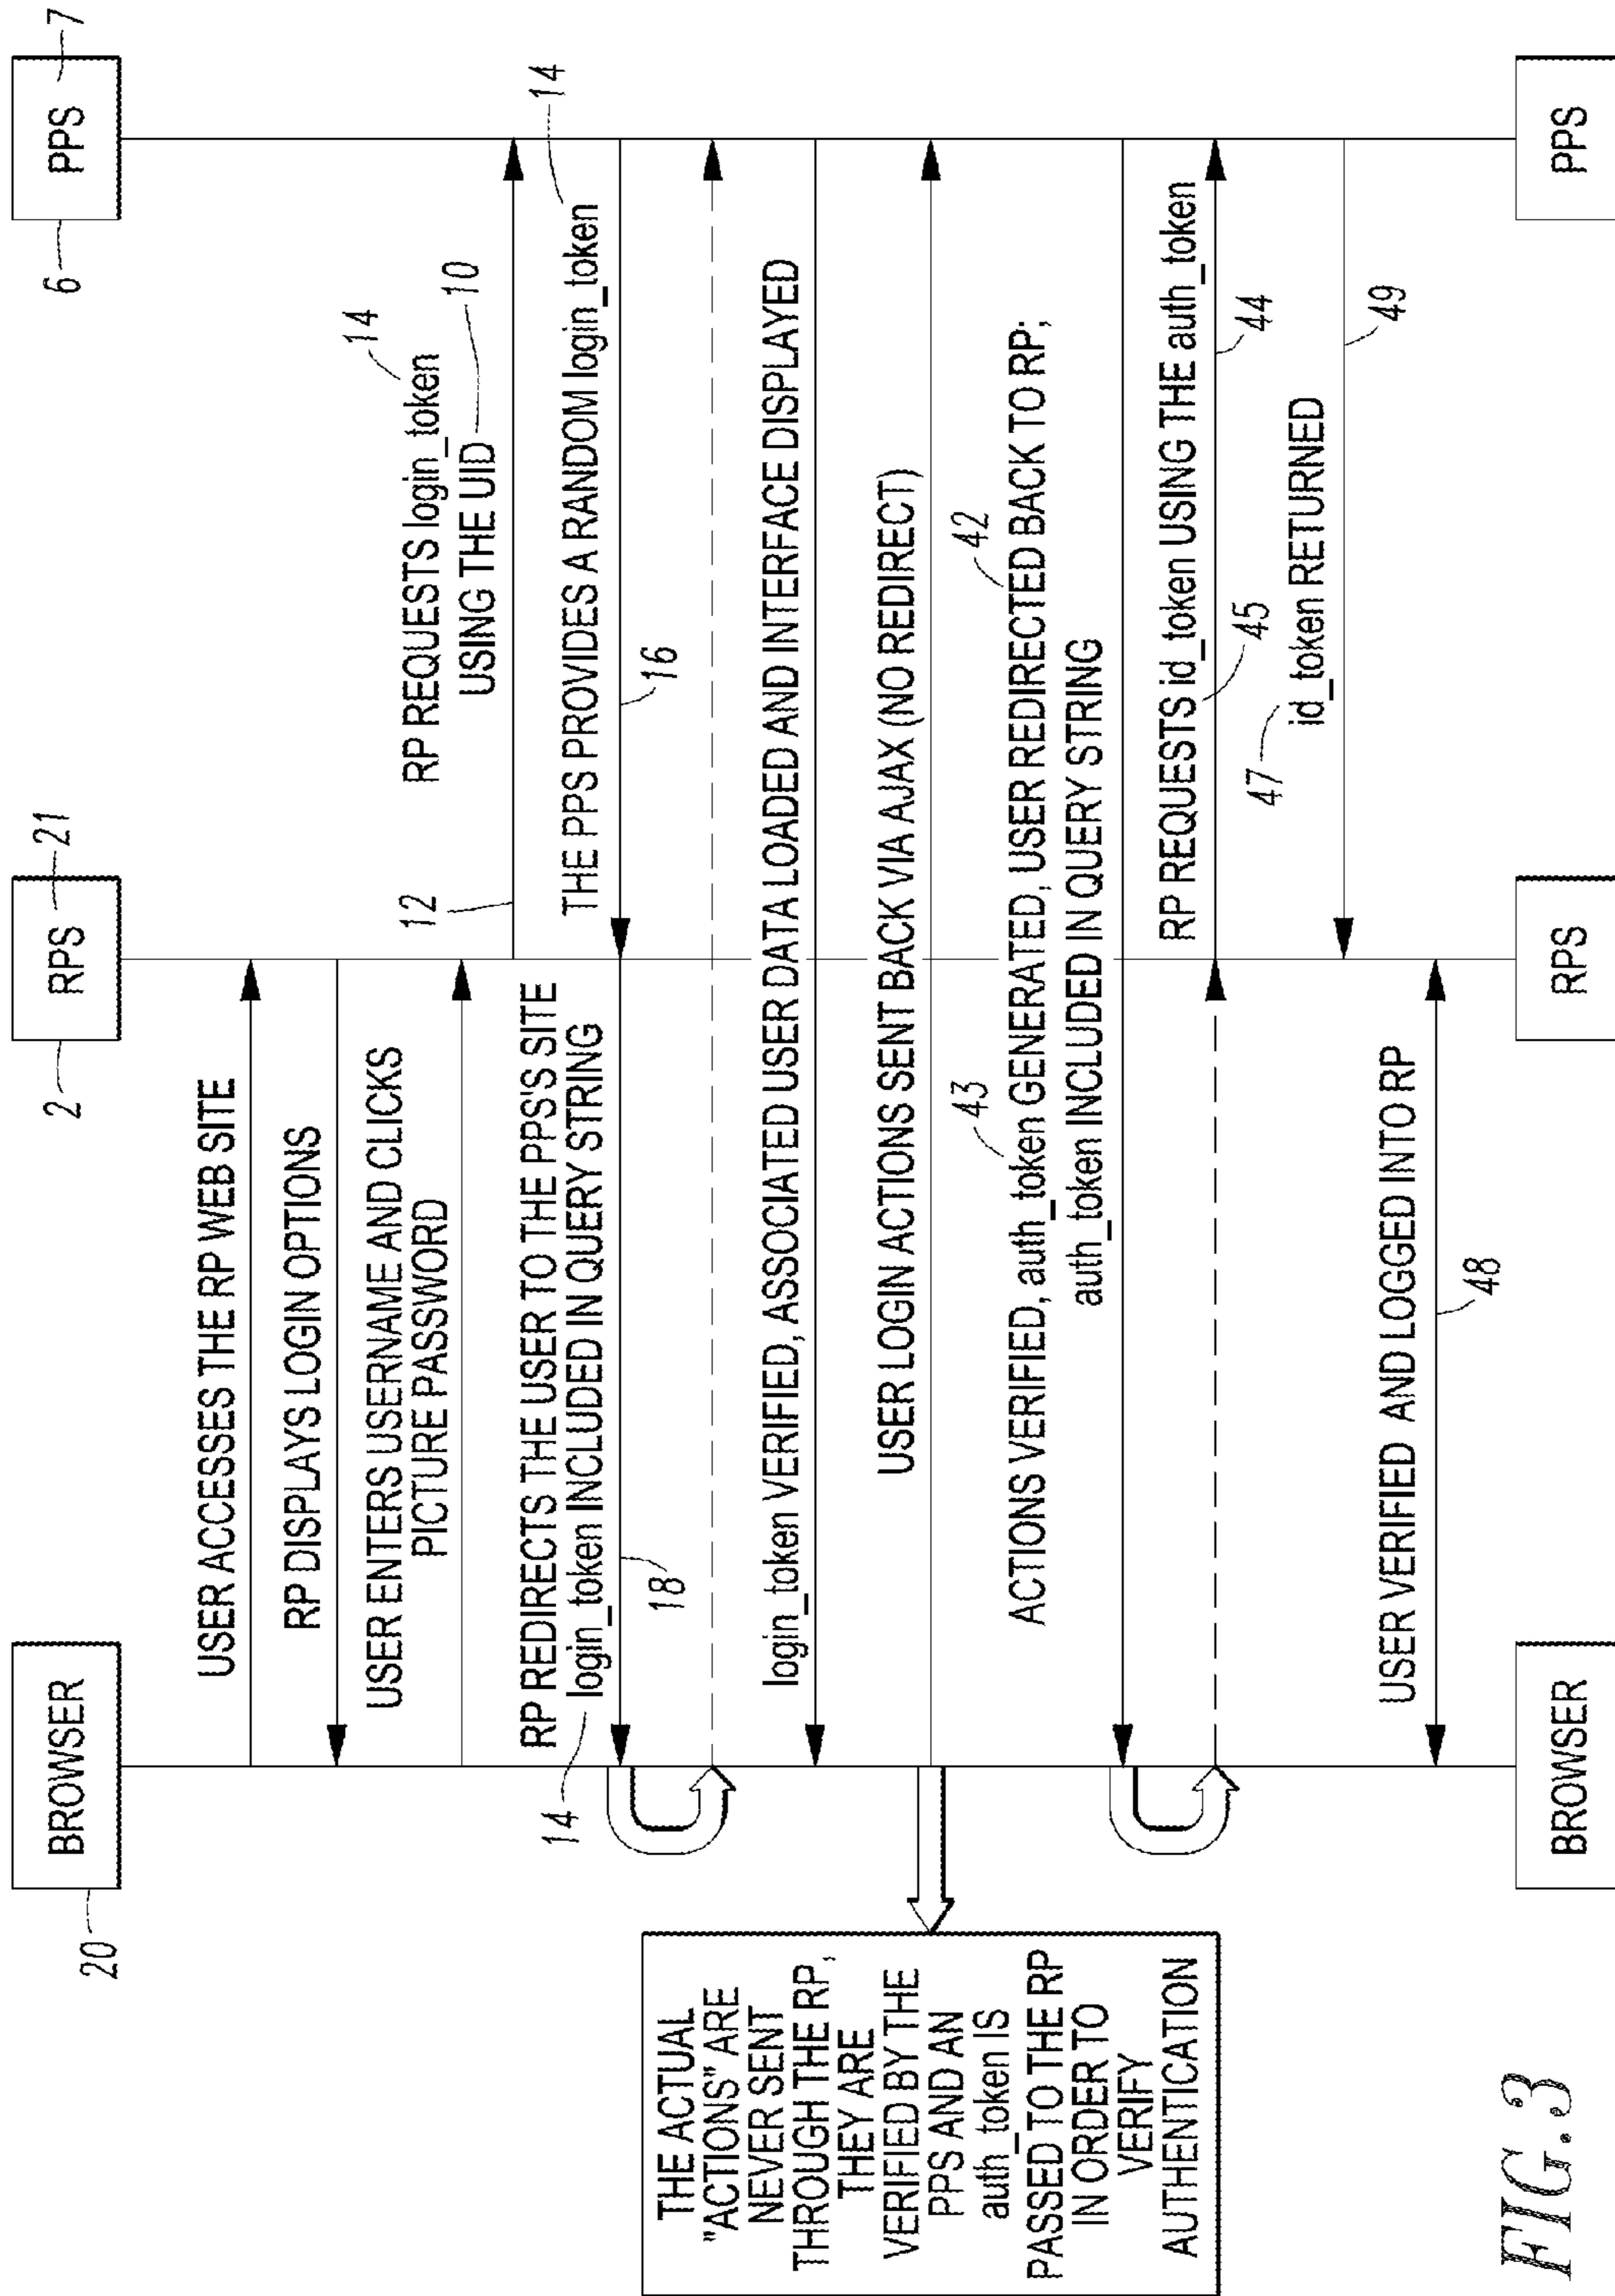 BROWSER
20
RPS
21
2
PPS
7
6
USER ACCESSES THE RP WEB SITE
RP DISPLAYS LOGIN OPTIONS
USER ENTERS USERNAME AND CLICKS
PICTURE PASSWORD
12
RP REQUESTS login_token
14
USING THE UID
10
RP REDIRECTS THE USER TO THE PPS'S SITE
14
login_token INCLUDED IN QUERY STRING
18
THE PPS PROVIDES A RANDOM login_token
14
16
login_token VERIFIED, ASSOCIATED USER DATA LOADED AND INTERFACE DISPLAYED
USER LOGIN ACTIONS SENT BACK VIA AJAX (NO REDIRECT)
THE ACTUAL
"ACTIONS" ARE
NEVER SENT
THROUGH THE RP,
THEY ARE
VERIFIED BY THE
PPS AND AN
auth_token IS
PASSED TO THE RP
IN ORDER TO
VERIFY
AUTHENTICATION
43
42
ACTIONS VERIFIED, auth_token GENERATED, USER REDIRECTED BACK TO RP;
auth_token INCLUDED IN QUERY STRING
RP REQUESTS id_token USING THE auth_token
45
44
47
id_token RETURNED
49
USER VERIFIED AND LOGGED INTO RP
48
BROWSER
RPS
PPS
FIG.3